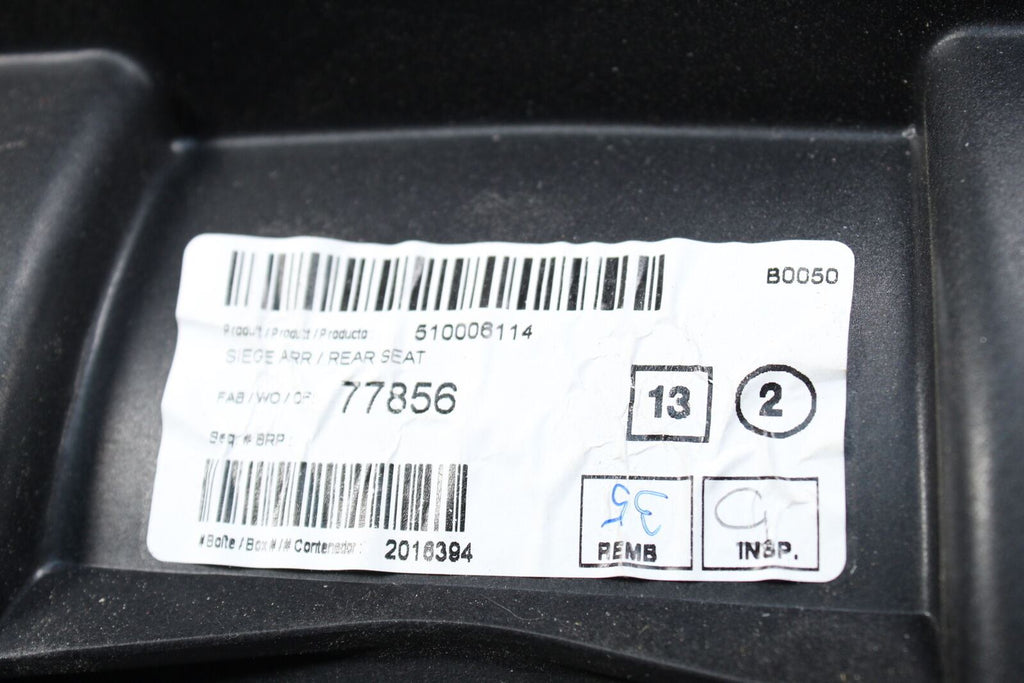 B0050
Produit / Product / Producto 510006114
SIEGE ARR / REAR SEAT
FAB / WO / OF: 77856
13 2
Seq # BRP :
# Boîte / Box # / # Contenedor : 2016394
35
REMB INSP.